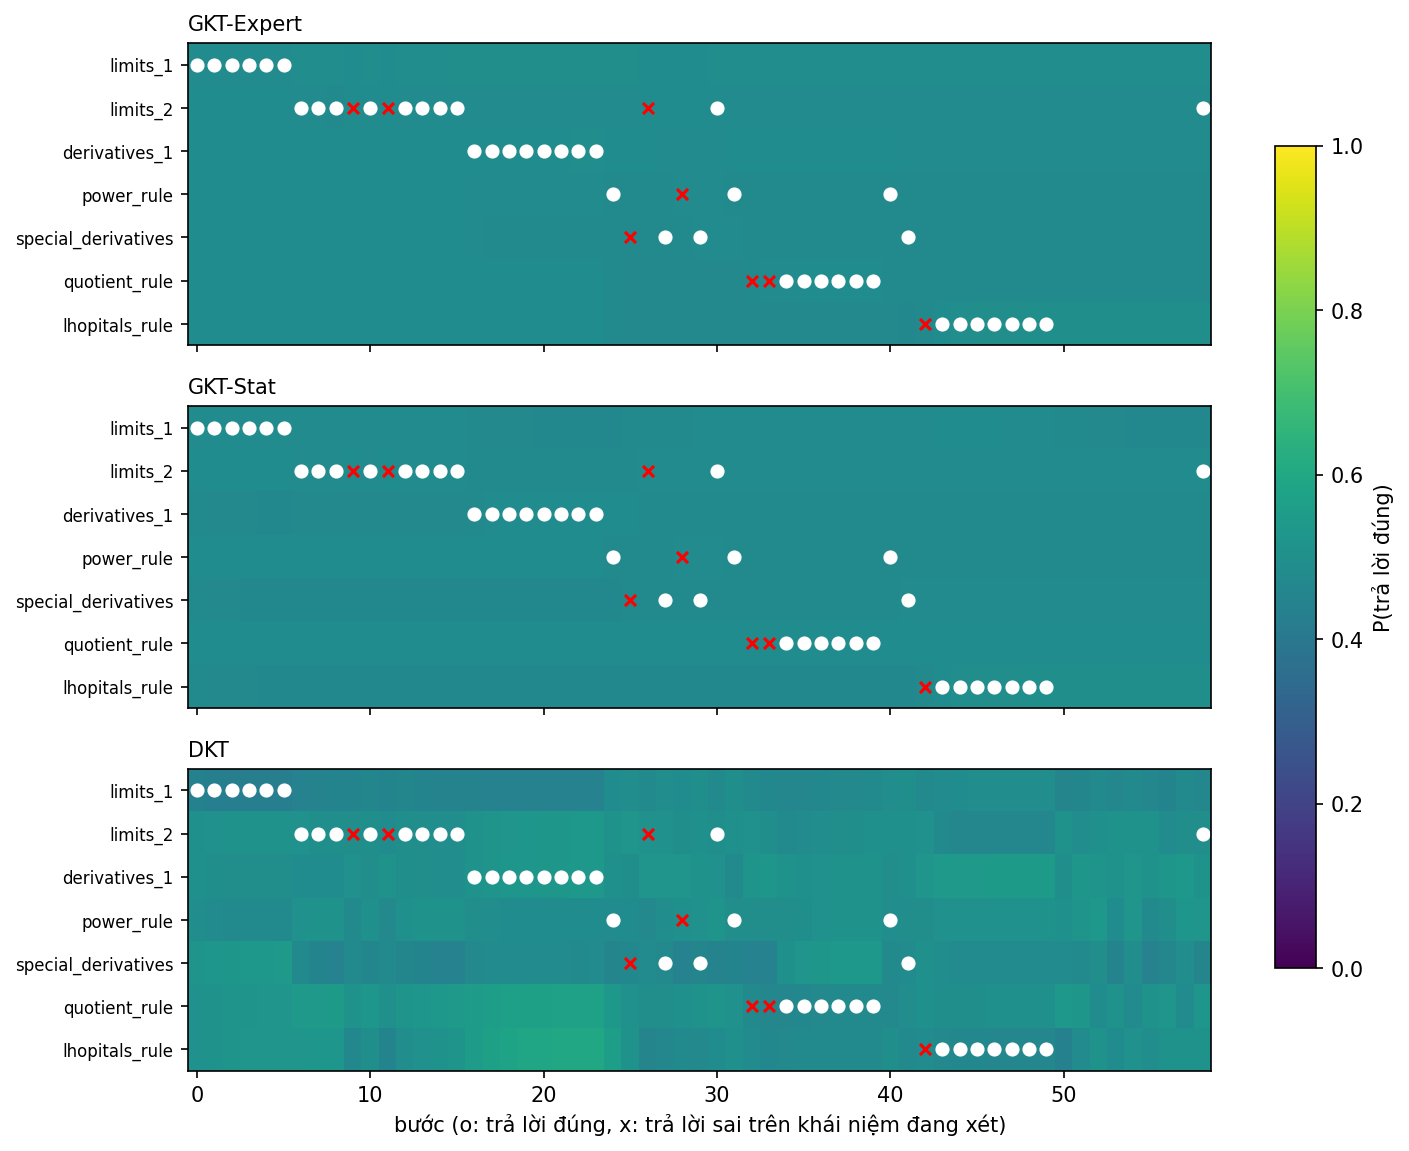 GKT-Expert
limits_1
limits_2
derivatives_1
power_rule
special_derivatives
quotient_rule
lhopitals_rule
GKT-Stat
limits_1
limits_2
derivatives_1
power_rule
special_derivatives
quotient_rule
lhopitals_rule
DKT
limits_1
limits_2
derivatives_1
power_rule
special_derivatives
quotient_rule
lhopitals_rule
0 10 20 30 40 50
bước (o: trả lời đúng, x: trả lời sai trên khái niệm đang xét)
1.0
0.8
0.6
0.4
0.2
0.0
P(trả lời đúng)